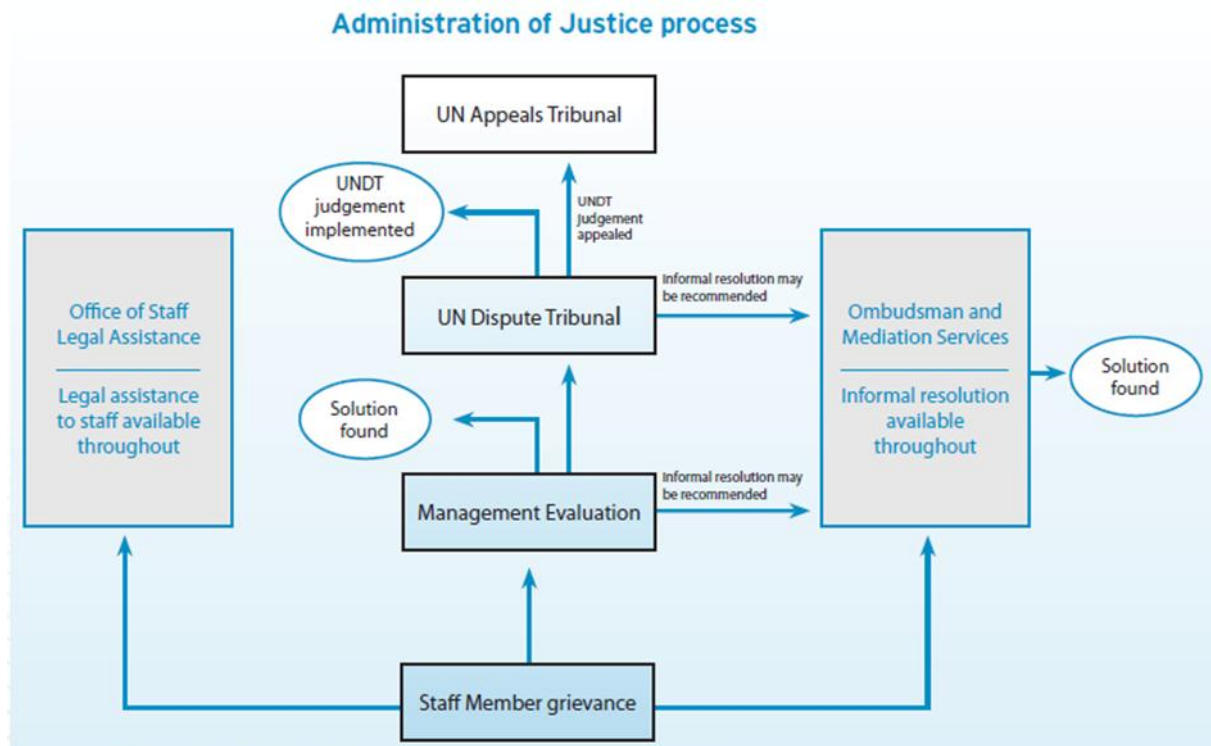 Administration of Justice process
UN Appeals Tribunal
UNDT
judgement
implemented
UNDT
judgement
appealed
UN Dispute Tribunal
Informal resolution may
be recommended
Office of Staff
Legal Assistance
Legal assistance
to staff available
throughout
Ombudsman and
Mediation Services
Informal resolution
available
throughout
Solution
found
Solution
found
Management Evaluation
Informal resolution may
be recommended
Staff Member grievance